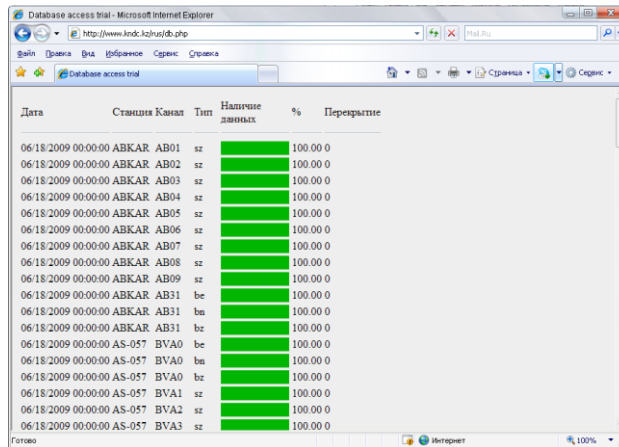 Database access trial - Microsoft Internet Explorer
http://www.kndc.kz/rus/db.php
Mail.Ru
Файл Правка Вид Избранное Сервис Справка
Database access trial
Страница
Сервис
Дата Станция Канал Тип Наличие данных % Перекрытие
06/18/2009 00:00:00 ABKAR AB01 sz 100.00 0
06/18/2009 00:00:00 ABKAR AB02 sz 100.00 0
06/18/2009 00:00:00 ABKAR AB03 sz 100.00 0
06/18/2009 00:00:00 ABKAR AB04 sz 100.00 0
06/18/2009 00:00:00 ABKAR AB05 sz 100.00 0
06/18/2009 00:00:00 ABKAR AB06 sz 100.00 0
06/18/2009 00:00:00 ABKAR AB07 sz 100.00 0
06/18/2009 00:00:00 ABKAR AB08 sz 100.00 0
06/18/2009 00:00:00 ABKAR AB09 sz 100.00 0
06/18/2009 00:00:00 ABKAR AB31 be 100.00 0
06/18/2009 00:00:00 ABKAR AB31 bn 100.00 0
06/18/2009 00:00:00 ABKAR AB31 bz 100.00 0
06/18/2009 00:00:00 AS-057 BVA0 be 100.00 0
06/18/2009 00:00:00 AS-057 BVA0 bn 100.00 0
06/18/2009 00:00:00 AS-057 BVA0 bz 100.00 0
06/18/2009 00:00:00 AS-057 BVA1 sz 100.00 0
06/18/2009 00:00:00 AS-057 BVA2 sz 100.00 0
06/18/2009 00:00:00 AS-057 BVA3 sz 100.00 0
Готово
Интернет
100%